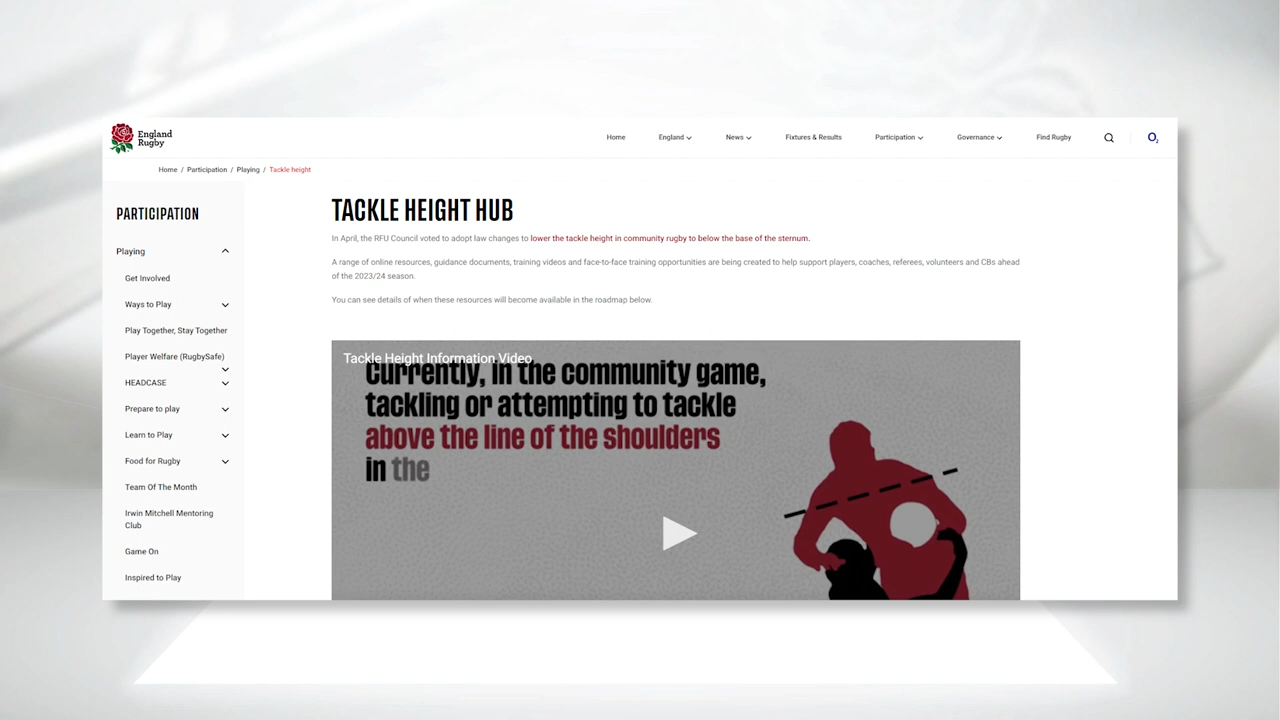 England
Rugby
Home
England
News
Fixtures & Results
Participation
Governance
Find Rugby
O2
Home / Participation / Playing / Tackle height
PARTICIPATION
Playing
Get Involved
Ways to Play
Play Together, Stay Together
Player Welfare (RugbySafe)
HEADCASE
Prepare to play
Learn to Play
Food for Rugby
Team Of The Month
Irwin Mitchell Mentoring
Club
Game On
Inspired to Play
TACKLE HEIGHT HUB
In April, the RFU Council voted to adopt law changes to lower the tackle height in community rugby to below the base of the sternum.
A range of online resources, guidance documents, training videos and face-to-face training opportunities are being created to help support players, coaches, referees, volunteers and CBs ahead
of the 2023/24 season.
You can see details of when these resources will become available in the roadmap below.
Tackle Height Information Video
Currently, in the community game,
tackling or attempting to tackle
above the line of the shoulders
in the